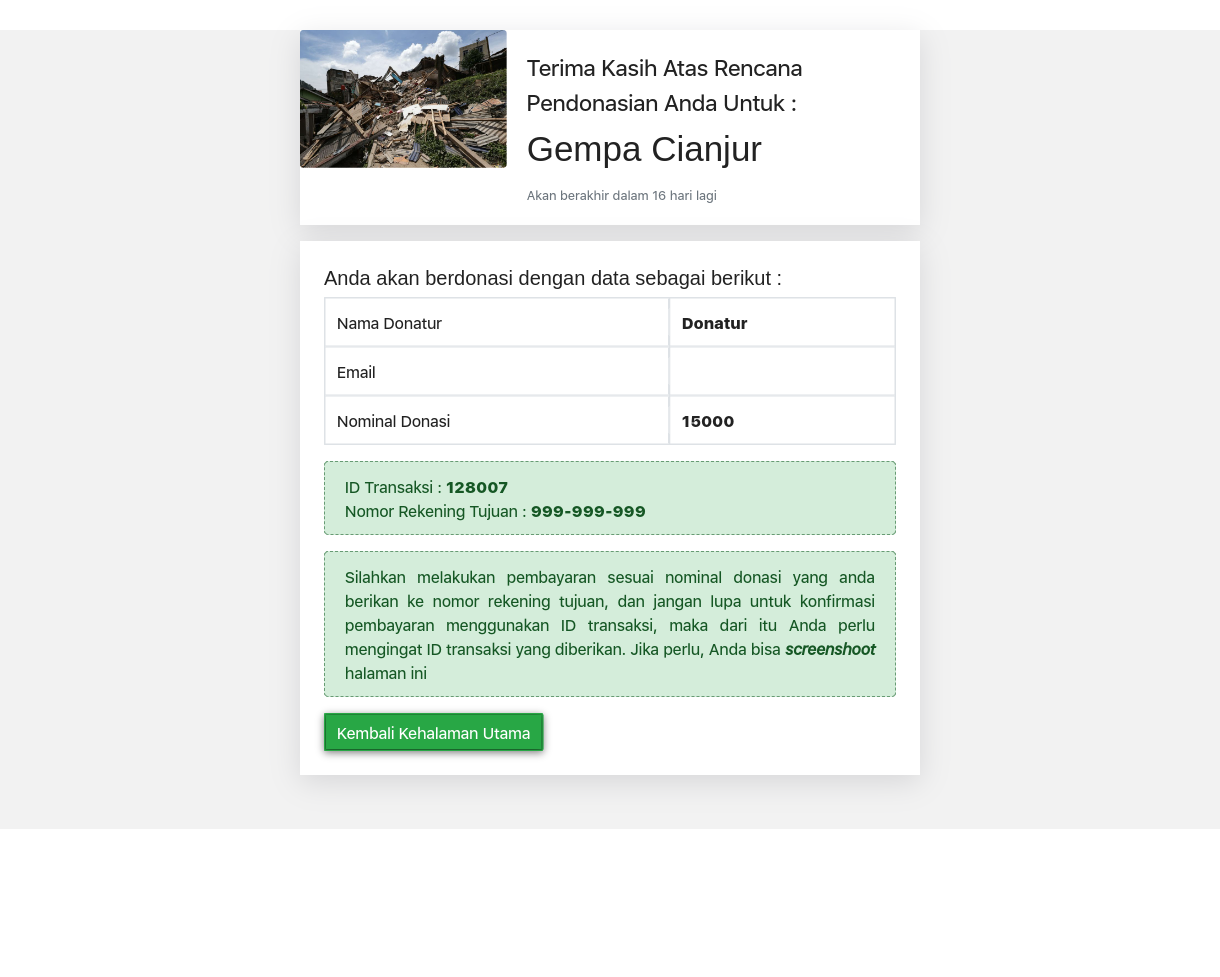 Terima Kasih Atas Rencana
Pendonasian Anda Untuk :
Gempa Cianjur
Akan berakhir dalam 16 hari lagi
Anda akan berdonasi dengan data sebagai berikut :
Nama Donatur Donatur
Email
Nominal Donasi 15000
ID Transaksi : 128007
Nomor Rekening Tujuan : 999-999-999
Silahkan melakukan pembayaran sesuai nominal donasi yang anda
berikan ke nomor rekening tujuan, dan jangan lupa untuk konfirmasi
pembayaran menggunakan ID transaksi, maka dari itu Anda perlu
mengingat ID transaksi yang diberikan. Jika perlu, Anda bisa screenshoot
halaman ini
Kembali Kehalaman Utama